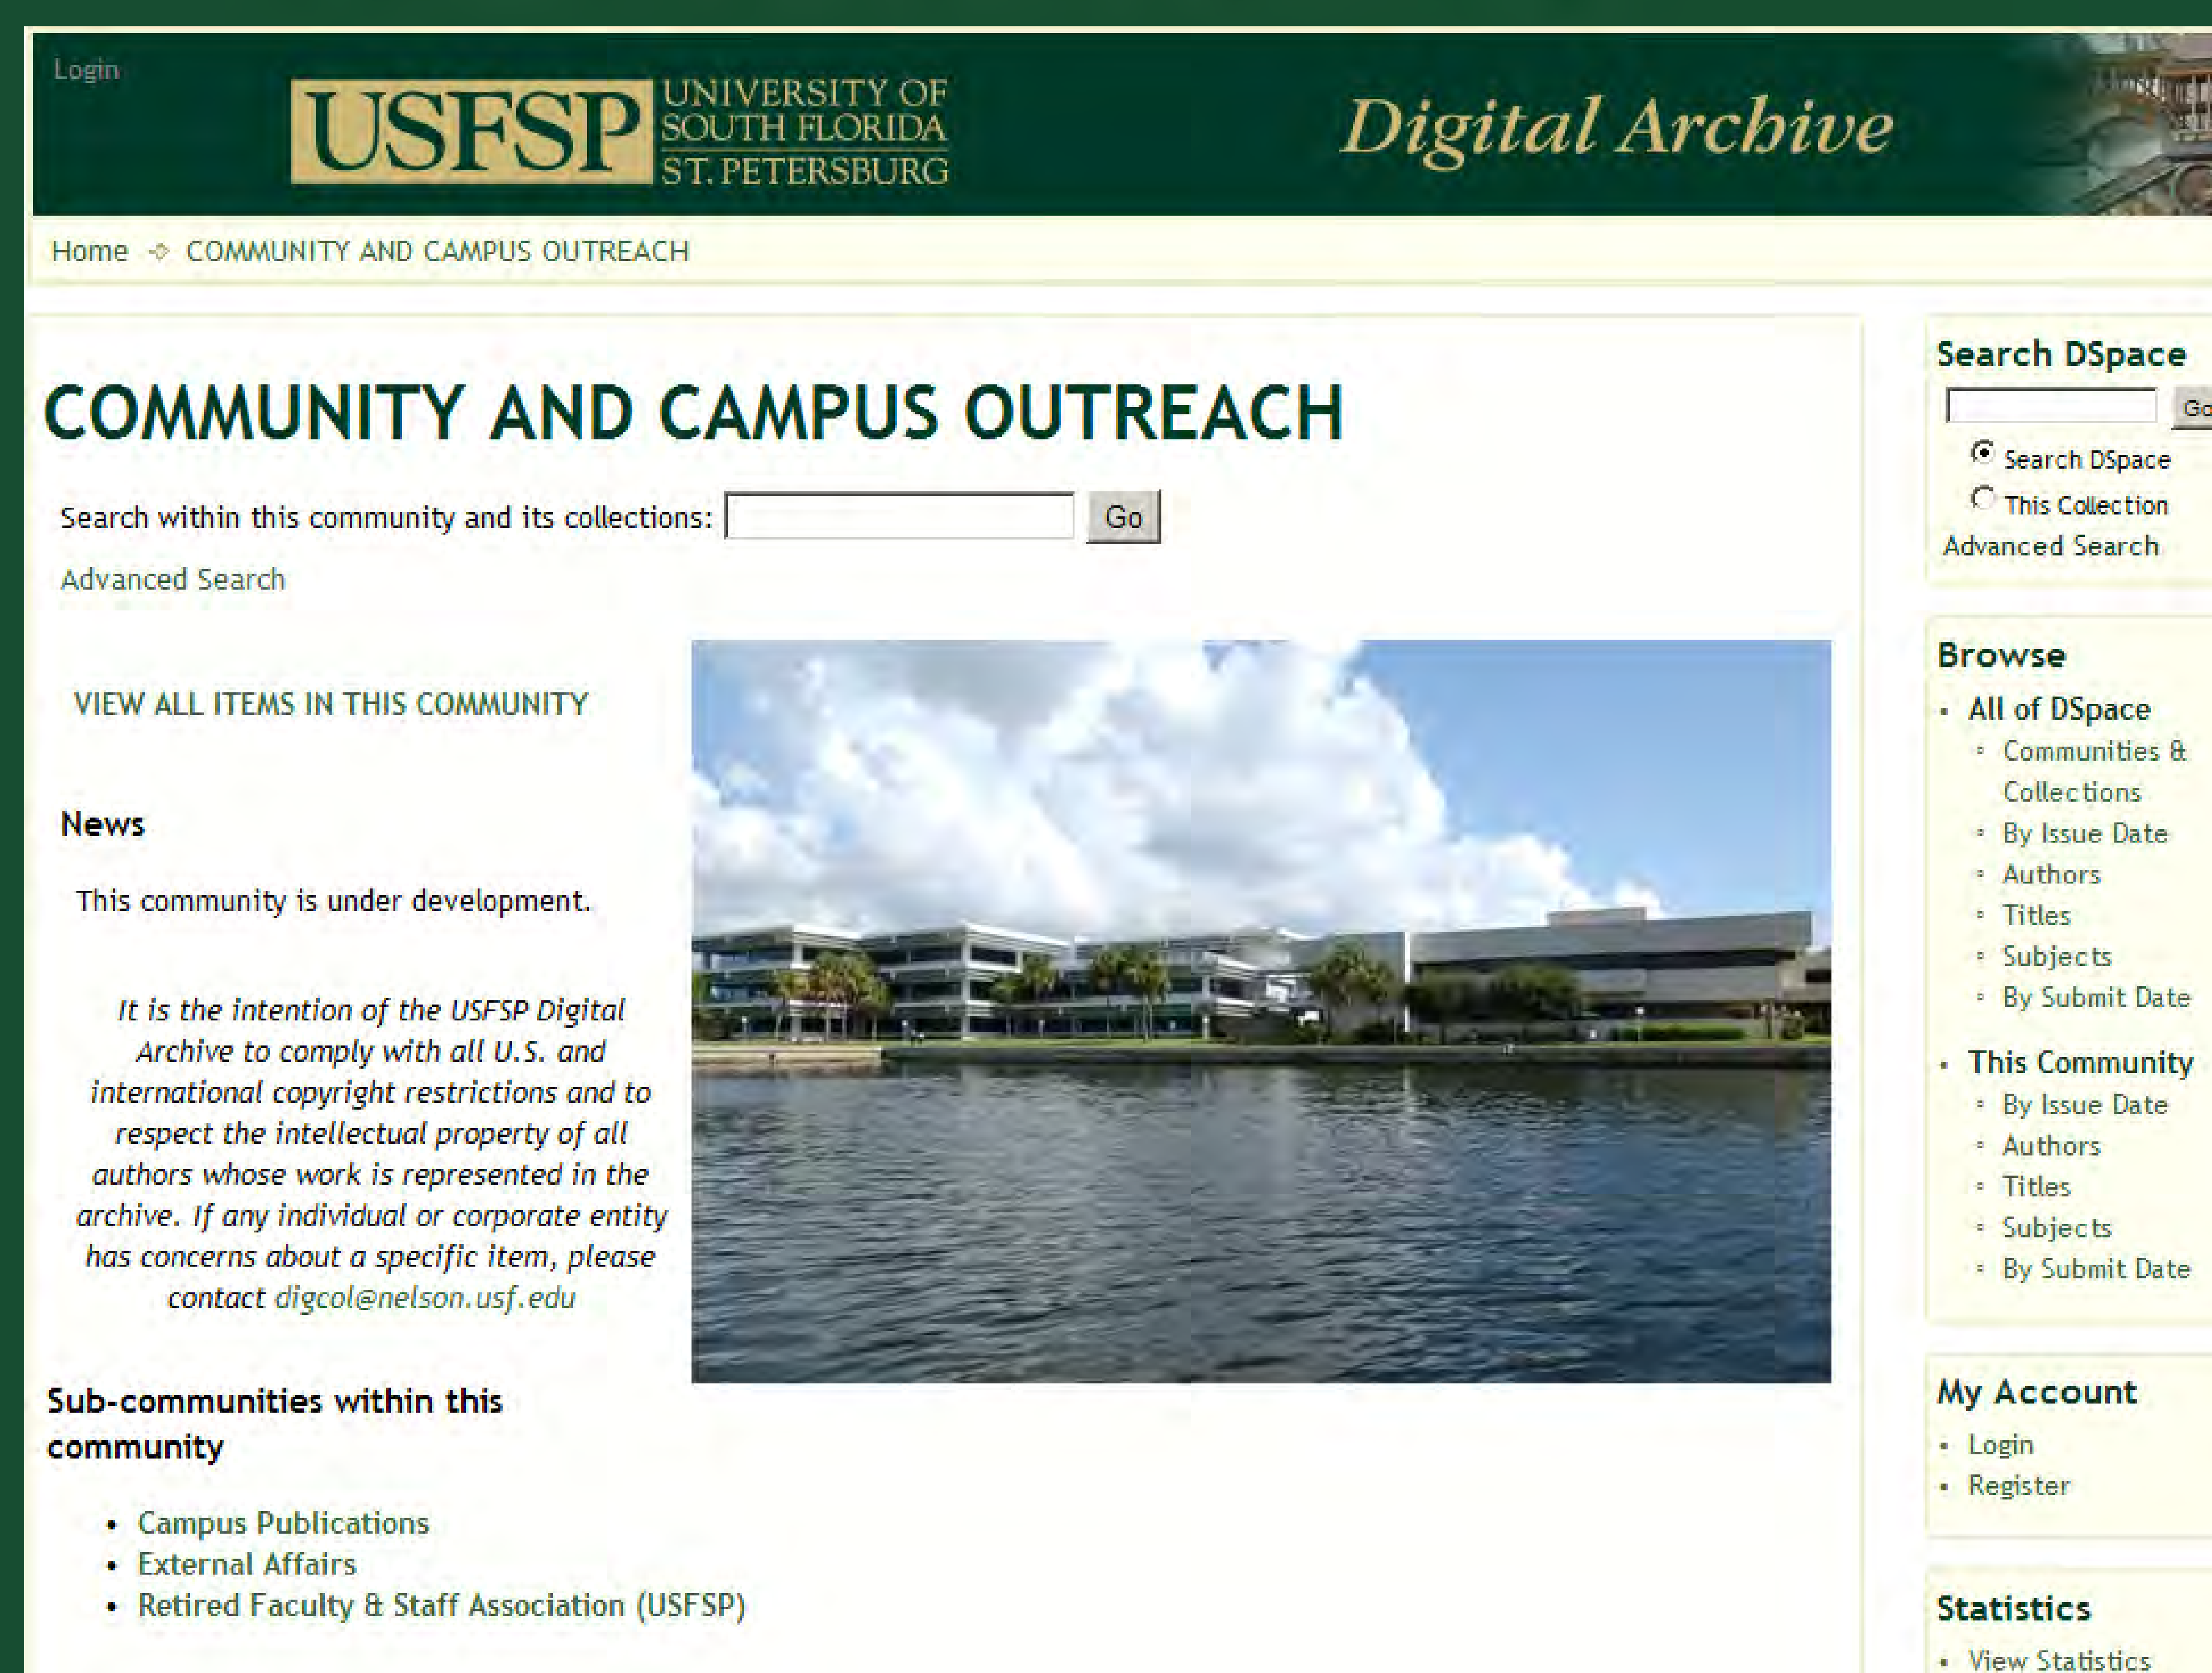 Login
USFSP
UNIVERSITY OF
SOUTH FLORIDA
ST. PETERSBURG
Digital Archive
Home
COMMUNITY AND CAMPUS OUTREACH
COMMUNITY AND CAMPUS OUTREACH
Search within this community and its collections:
Go
Advanced Search
VIEW ALL ITEMS IN THIS COMMUNITY
News
This community is under development.
It is the intention of the USFSP Digital
Archive to comply with all U.S. and
international copyright restrictions and to
respect the intellectual property of all
authors whose work is represented in the
archive. If any individual or corporate entity
has concerns about a specific item, please
contact digcol@nelson.usf.edu
Sub-communities within this
community
• Campus Publications
• External Affairs
• Retired Faculty & Staff Association (USFSP)
Search DSpace
Go
Search DSpace
This Collection
Advanced Search
Browse
All of DSpace
Communities &
Collections
By Issue Date
Authors
Titles
Subjects
By Submit Date
This Community
By Issue Date
Authors
Titles
Subjects
By Submit Date
My Account
Login
Register
Statistics
View Statistics